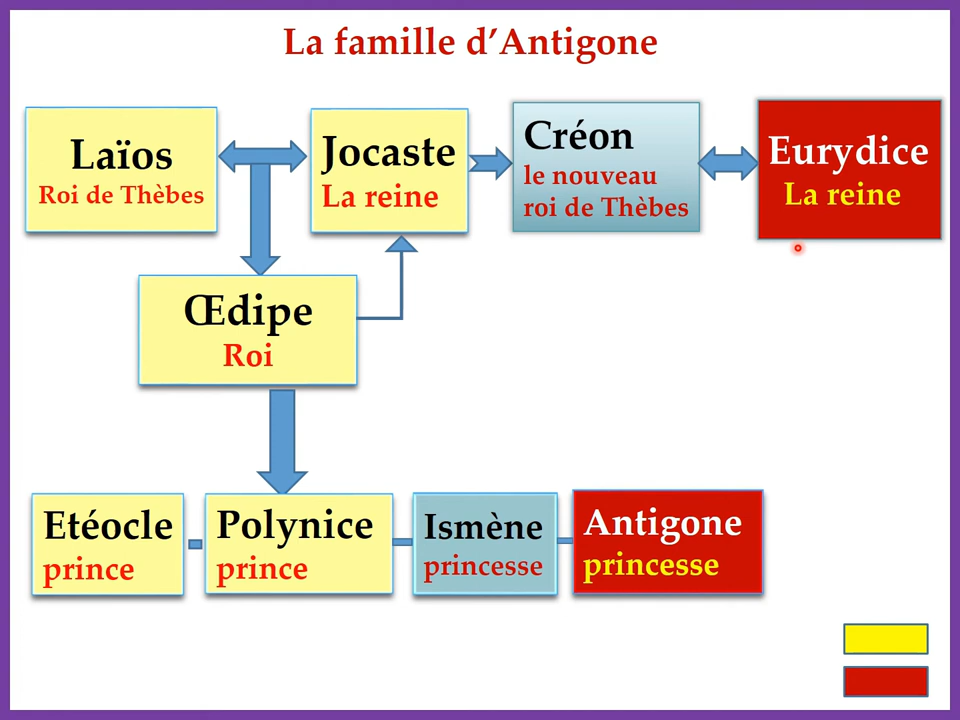 La famille d’Antigone
Laïos
Roi de Thèbes
Jocaste
La reine
Créon
le nouveau
roi de Thèbes
Eurydice
La reine
Œdipe
Roi
Etéocle
prince
Polynice
prince
Ismène
princesse
Antigone
princesse